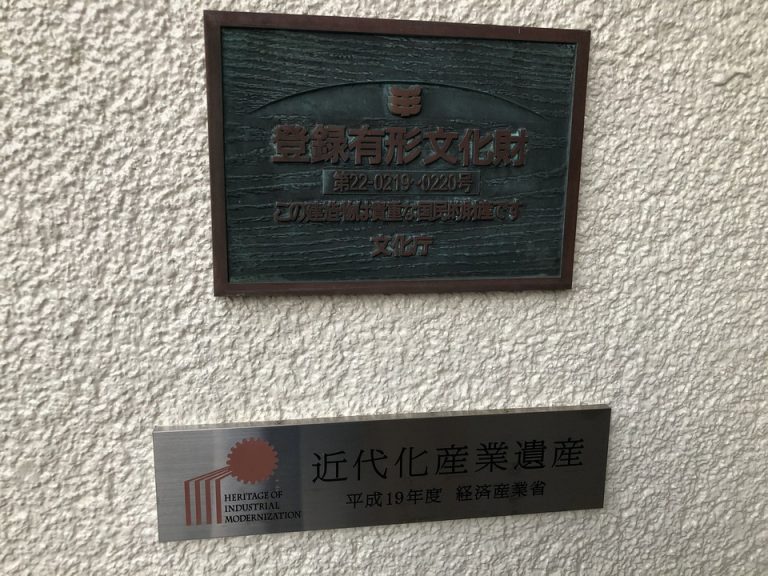 登録有形文化財
第22-0219~0220号
この建造物は貴重な国民的財産です
文化庁
近代化産業遺産
平成19年度 経済産業省
HERITAGE OF
INDUSTRIAL
MODERNIZATION